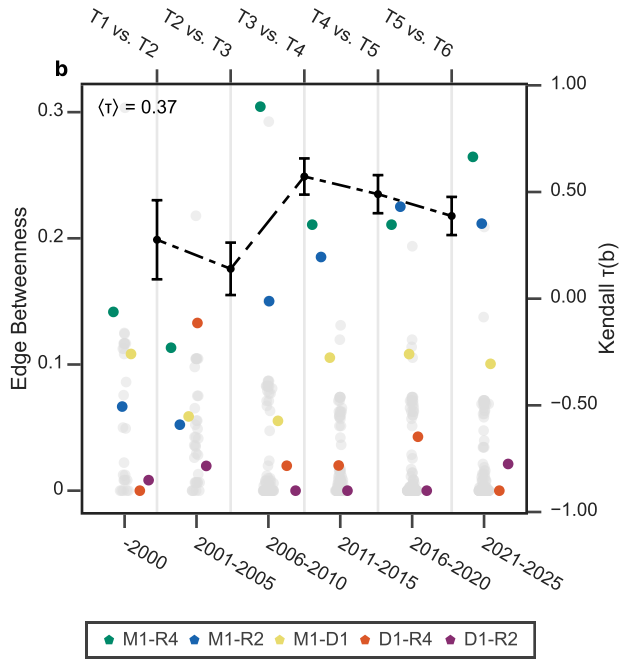 T1 vs. T2
T2 vs. T3
T3 vs. T4
T4 vs. T5
T5 vs. T6
b
⟨τ⟩ = 0.37
0.3
0.2
0.1
0
Edge Betweenness
1.00
0.50
0.00
−0.50
−1.00
Kendall τ(b)
-2000
2001-2005
2006-2010
2011-2015
2016-2020
2021-2025
M1-R4 M1-R2 M1-D1 D1-R4 D1-R2